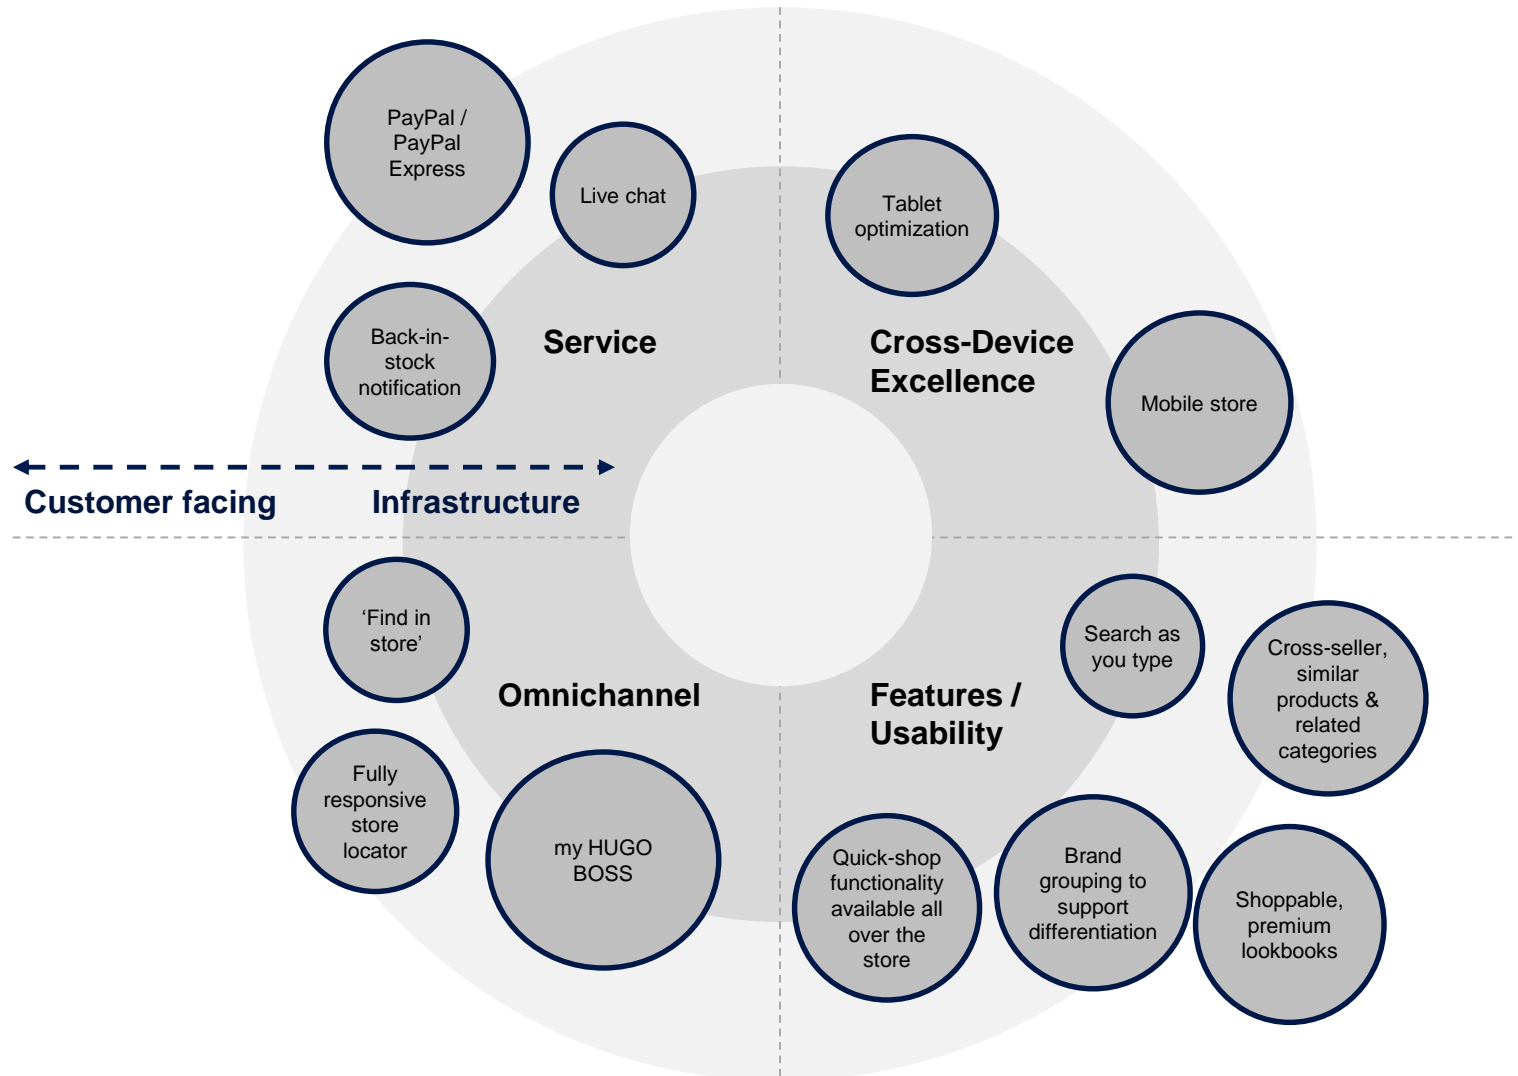 PayPal /
PayPal
Express
Live chat
Back-in-
stock
notification
Service
Tablet
optimization
Cross-Device
Excellence
Mobile store
Customer facing
Infrastructure
‘Find in
store’
Omnichannel
Fully
responsive
store
locator
my HUGO
BOSS
Features /
Usability
Search as
you type
Cross-seller,
similar
products &
related
categories
Quick-shop
functionality
available all
over the
store
Brand
grouping to
support
differentiation
Shoppable,
premium
lookbooks